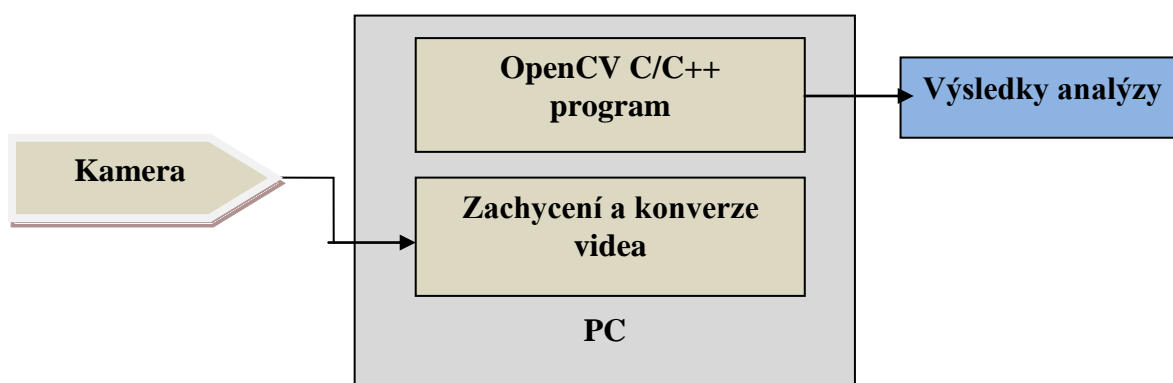 OpenCV C/C++
program
Výsledky analýzy
Kamera
Zachycení a konverze
videa
PC